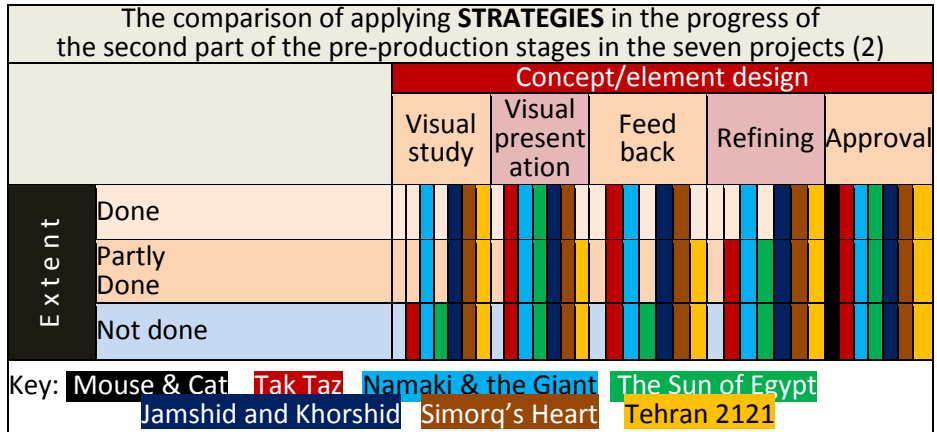 The comparison of applying STRATEGIES in the progress of
the second part of the pre-production stages in the seven projects (2)
Concept/element design
Visual
study
Visual
present
ation
Feed
back
Refining
Approval
Extent
Done
Partly
Done
Not done
Key: Mouse & Cat Tak Taz Namaki & the Giant The Sun of Egypt
Jamshid and Khorshid Simorq’s Heart Tehran 2121